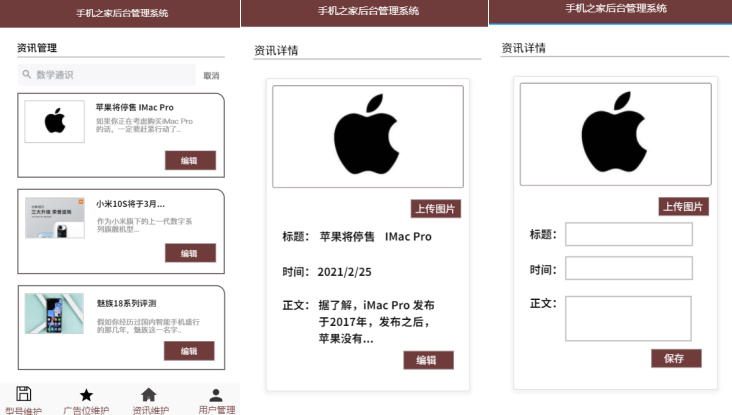 手机之家后台管理系统
资讯管理
数学通识
取消
苹果将停售 IMac Pro
如果你正在考虑购买iMac Pro
的话，一定要赶紧行动了..
编辑
三大升级 荣誉返场
小米10S将于3月...
作为小米旗下的上一代数字系
列旗舰机型...
编辑
魅族18系列评测
假如你经历过国内智能手机盛行
的那几年，魅族这一名字..
编辑
型号维护
广告位维护
资讯维护
用户管理
手机之家后台管理系统
资讯详情
上传图片
标题： 苹果将停售 IMac Pro
时间： 2021/2/25
正文： 据了解，iMac Pro 发布
于2017年，发布之后，
苹果没有...
编辑
手机之家后台管理系统
资讯详情
上传图片
标题：
时间：
正文：
保存